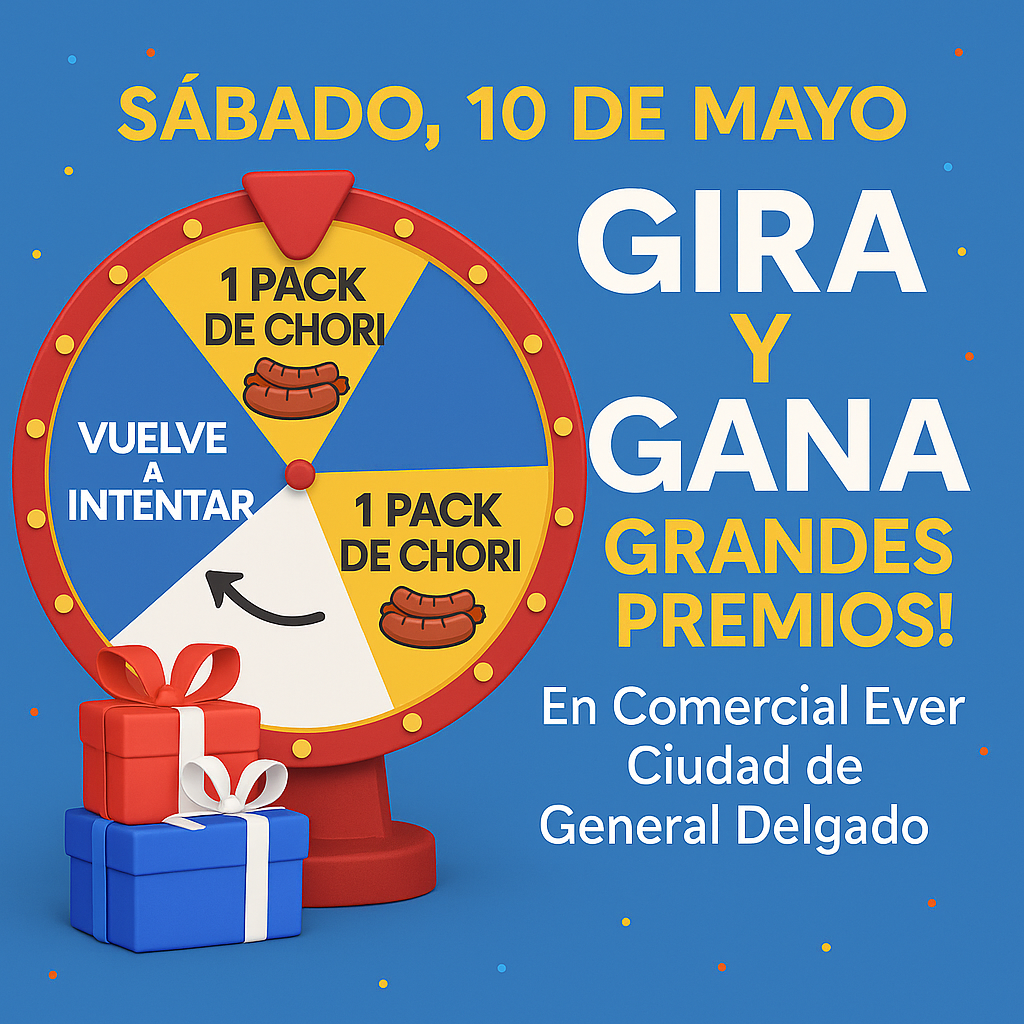 SÁBADO, 10 DE MAYO
GIRA
Y
GANA
GRANDES
PREMIOS!
En Comercial Ever
Ciudad de
General Delgado
1 PACK
DE CHORI
VUELVE
A
INTENTAR
1 PACK
DE CHORI